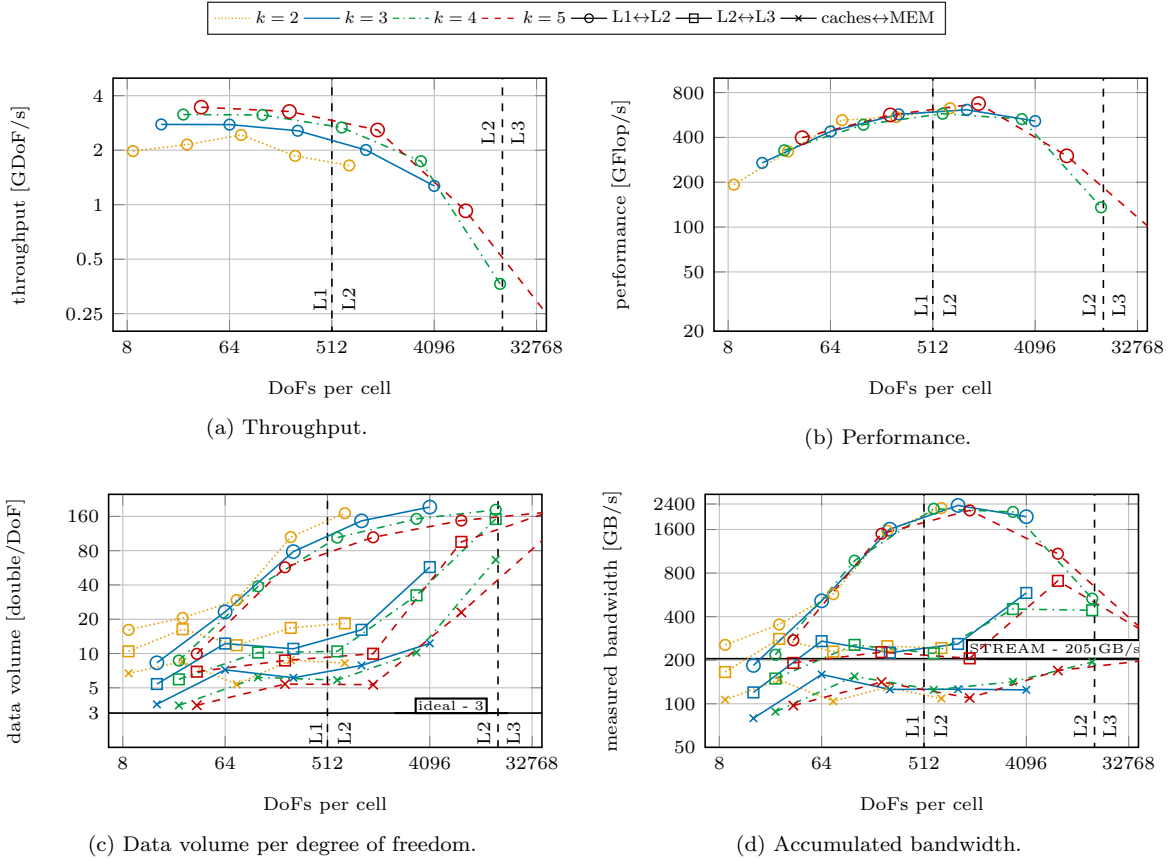 k = 2 k = 3 k = 4 k = 5 L1↔L2 L2↔L3 caches↔MEM
throughput [GDoF/s]
4
2
1
0.5
0.25
L1
L2
L2
L3
8 64 512 4096 32768
DoFs per cell
(a) Throughput.
performance [GFlop/s]
800
400
200
100
50
20
L1
L2
L2
L3
8 64 512 4096 32768
DoFs per cell
(b) Performance.
data volume [double/DoF]
160
80
40
20
10
5
3
ideal - 3
L1
L2
L2
L3
8 64 512 4096 32768
DoFs per cell
(c) Data volume per degree of freedom.
measured bandwidth [GB/s]
2400
1600
800
400
200
100
50
STREAM - 205 GB/s
L1
L2
L2
L3
8 64 512 4096 32768
DoFs per cell
(d) Accumulated bandwidth.